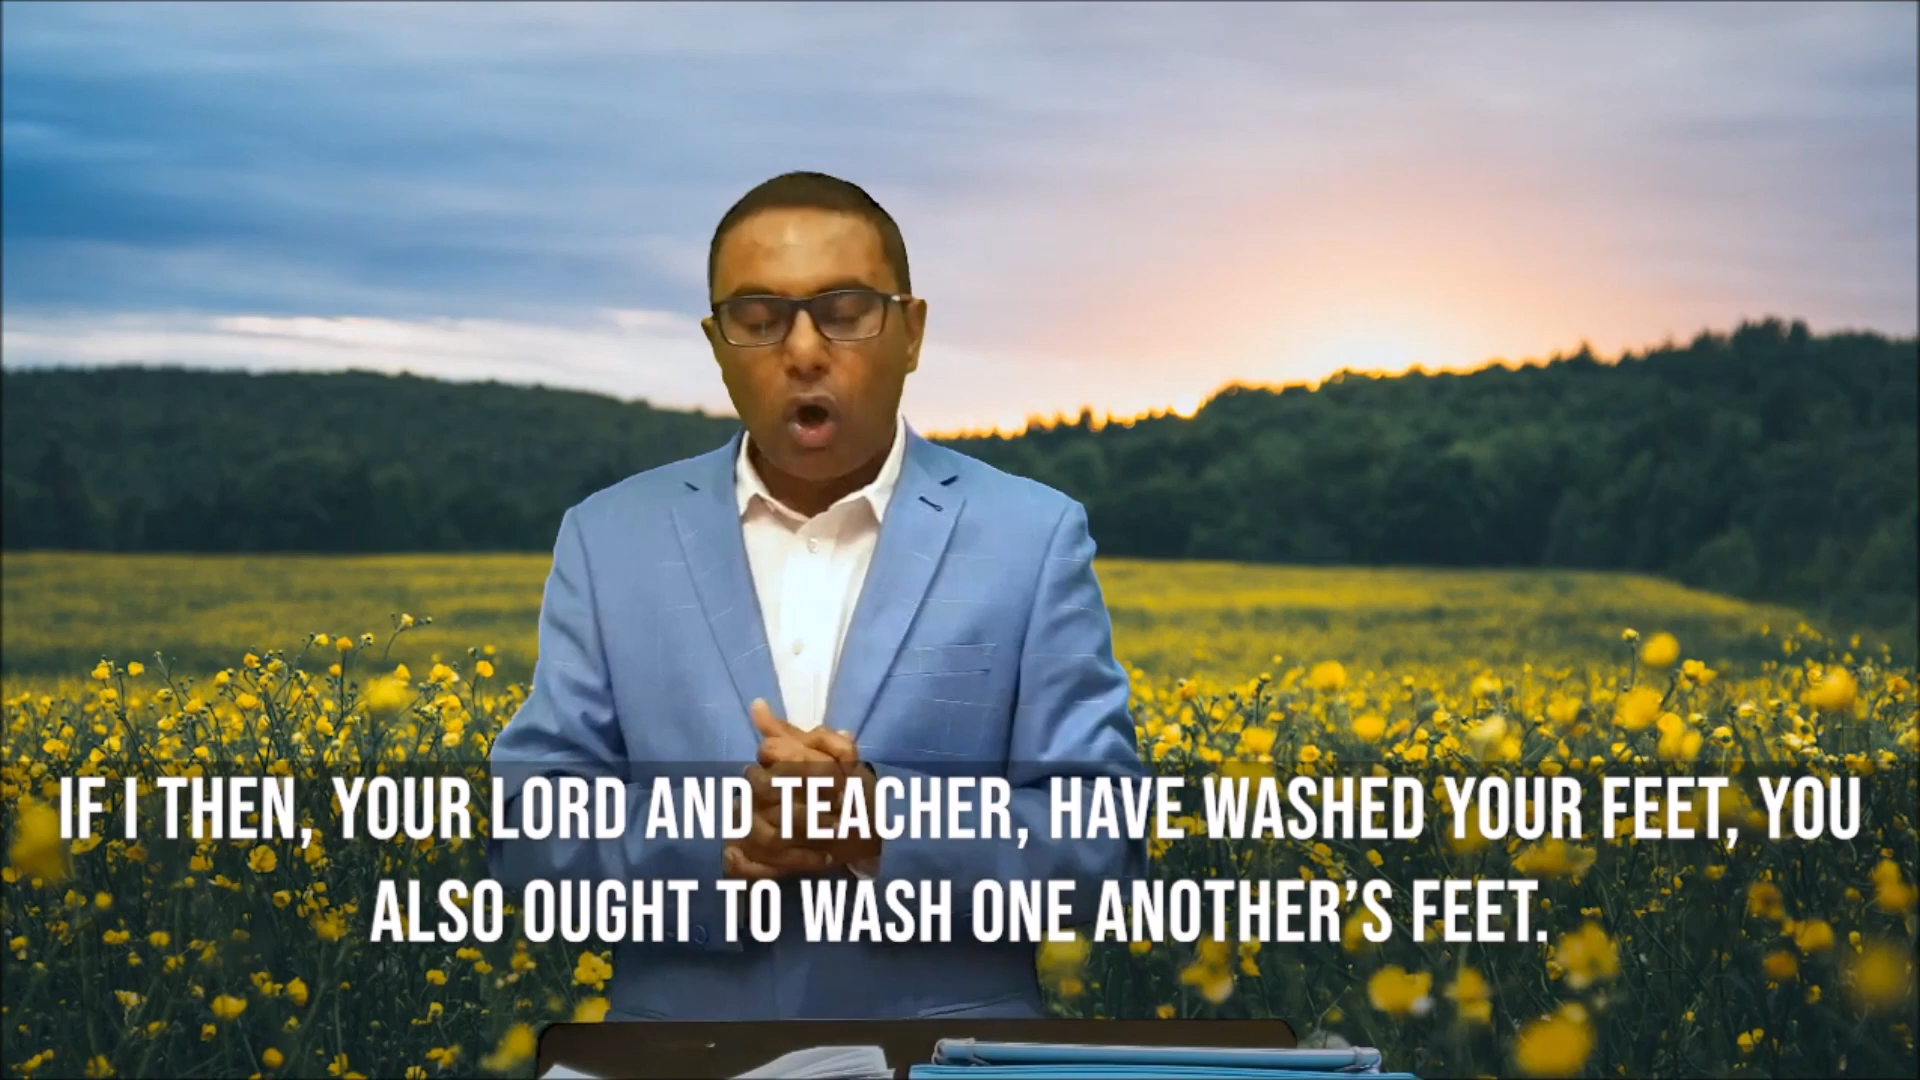 IF I THEN, YOUR LORD AND TEACHER, HAVE WASHED YOUR FEET, YOU
ALSO OUGHT TO WASH ONE ANOTHER’S FEET.